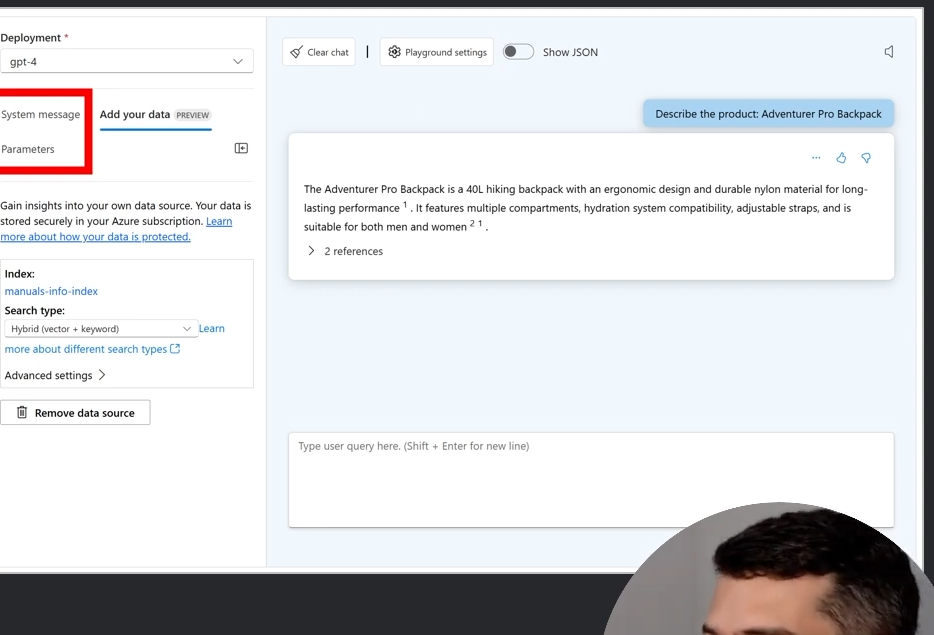 Deployment *
gpt-4
System message
Add your data PREVIEW
Parameters
Gain insights into your own data source. Your data is
stored securely in your Azure subscription. Learn
more about how your data is protected.
Index:
manuals-info-index
Search type:
Hybrid (vector + keyword) Learn
more about different search types
Advanced settings
Remove data source
Clear chat | Playground settings Show JSON
Describe the product: Adventurer Pro Backpack
The Adventurer Pro Backpack is a 40L hiking backpack with an ergonomic design and durable nylon material for long-
lasting performance 1 . It features multiple compartments, hydration system compatibility, adjustable straps, and is
suitable for both men and women 2 1 .
2 references
Type user query here. (Shift + Enter for new line)